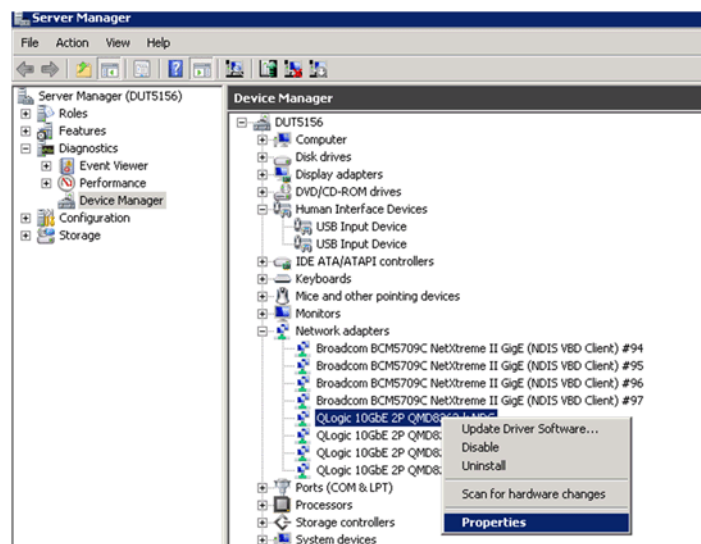 Server Manager
File Action View Help
Server Manager (DUT5156)
Roles
Features
Diagnostics
Event Viewer
Performance
Device Manager
Configuration
Storage
Device Manager
DUT5156
Computer
Disk drives
Display adapters
DVD/CD-ROM drives
Human Interface Devices
USB Input Device
USB Input Device
IDE ATA/ATAPI controllers
Keyboards
Mice and other pointing devices
Monitors
Network adapters
Broadcom BCM5709C NetXtreme II GigE (NDIS VBD Client) #94
Broadcom BCM5709C NetXtreme II GigE (NDIS VBD Client) #95
Broadcom BCM5709C NetXtreme II GigE (NDIS VBD Client) #96
Broadcom BCM5709C NetXtreme II GigE (NDIS VBD Client) #97
QLogic 10GbE 2P
QLogic 10GbE 2P
QLogic 10GbE 2P
QLogic 10GbE 2P
Ports (COM & LPT)
Processors
Storage controllers
System devices
Update Driver Software...
Disable
Uninstall
Scan for hardware changes
Properties